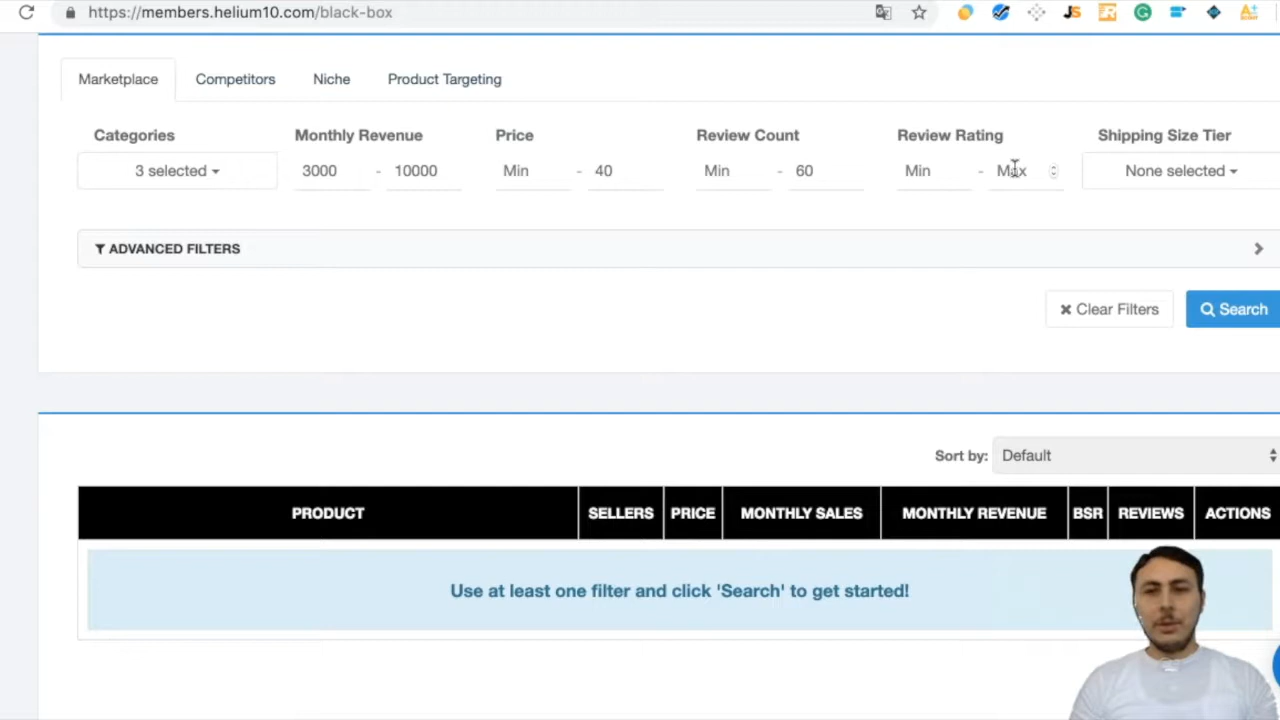 https://members.helium10.com/black-box
JS
Marketplace
Competitors
Niche
Product Targeting
Categories
Monthly Revenue
Price
Review Count
Review Rating
Shipping Size Tier
3 selected
3000 - 10000
Min - 40
Min - 60
Min - Max
None selected
ADVANCED FILTERS
Clear Filters
Search
Sort by: Default
PRODUCT
SELLERS
PRICE
MONTHLY SALES
MONTHLY REVENUE
BSR
REVIEWS
ACTIONS
Use at least one filter and click 'Search' to get started!